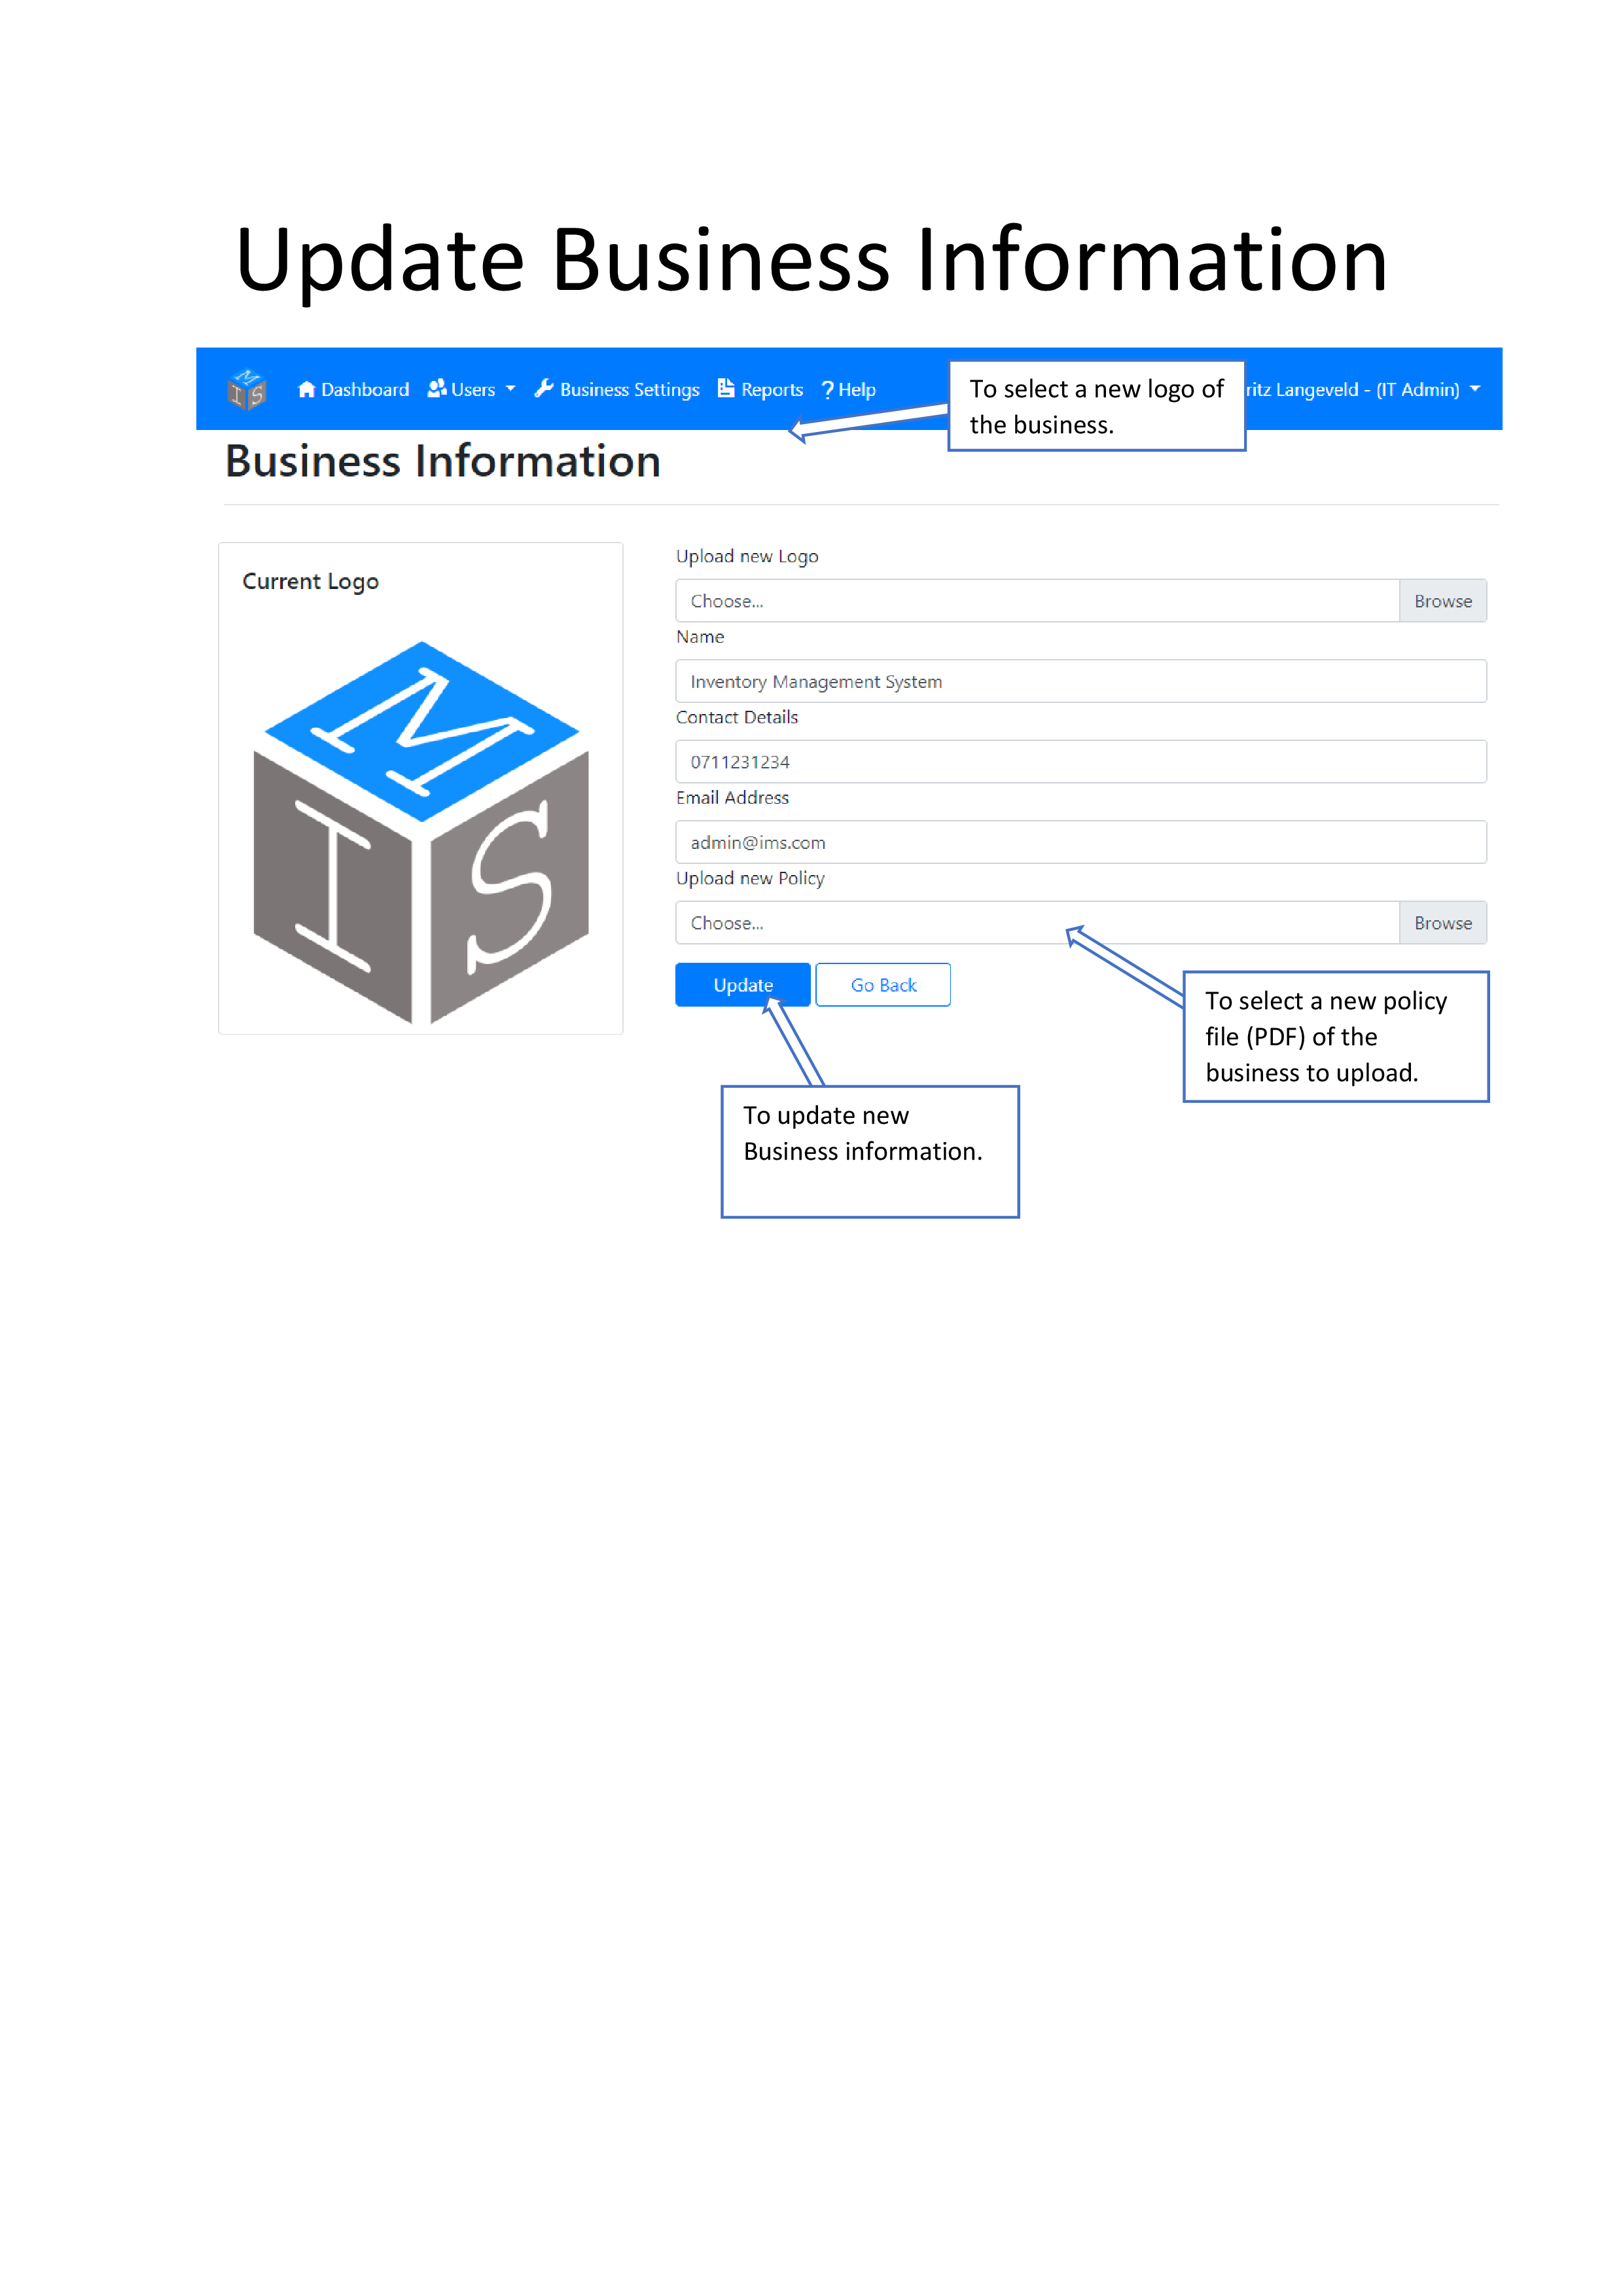 Update Business Information
M
I S
Dashboard Users Business Settings Reports ? Help
To select a new logo of
the business.
ritz Langeveld - (IT Admin)
Business Information
Current Logo
M
I S
Upload new Logo
Choose... Browse
Name
Inventory Management System
Contact Details
0711231234
Email Address
admin@ims.com
Upload new Policy
Choose... Browse
Update Go Back
To select a new policy
file (PDF) of the
business to upload.
To update new
Business information.